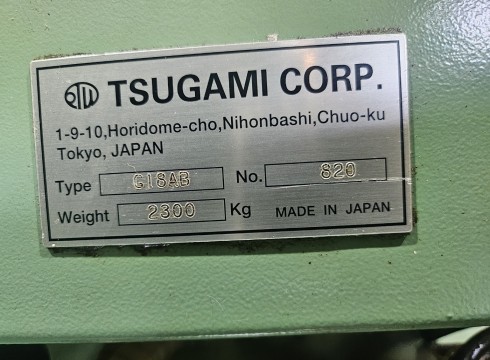 TSUGAMI CORP.
1-9-10,Horidome-cho,Nihonbashi,Chuo-ku
Tokyo, JAPAN
Type G18AB No. 820
Weight 2300 Kg MADE IN JAPAN